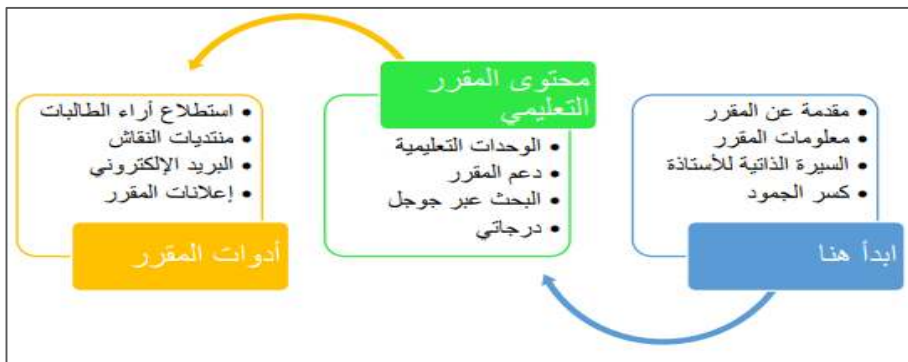 مقدمة عن المقرر
معلومات المقرر
السيرة الذاتية للأستاذة
كسر الجمود
ابدأ هنا
محتوى المقرر
التعليمي
الوحدات التعليمية
دعم المقرر
البحث عبر جوجل
درجاتي
استطلاع أراء الطالبات
منتديات النقاش
البريد الإلكتروني
إعلانات المقرر
أدوات المقرر